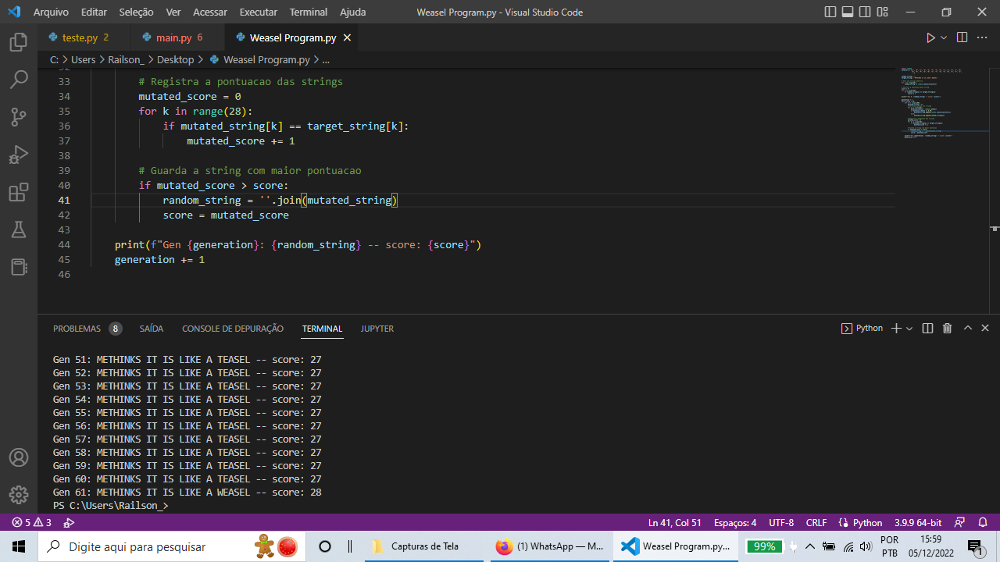 Arquivo Editar Seleção Ver Acessar Executar Terminal Ajuda Weasel Program.py - Visual Studio Code
teste.py 2 main.py 6 Weasel Program.py
C: > Users > Railson_ > Desktop > Weasel Program.py > ...
32
33 # Registra a pontuacao das strings
34 mutated_score = 0
35 for k in range(28):
36 if mutated_string[k] == target_string[k]:
37 mutated_score += 1
38
39 # Guarda a string com maior pontuacao
40 if mutated_score > score:
41 random_string = ''.join(mutated_string)
42 score = mutated_score
43
44 print(f"Gen {generation}: {random_string} -- score: {score}")
45 generation += 1
46
PROBLEMAS 8 SAÍDA CONSOLE DE DEPURAÇÃO TERMINAL JUPYTER Python
Gen 51: METHINKS IT IS LIKE A TEASEL -- score: 27
Gen 52: METHINKS IT IS LIKE A TEASEL -- score: 27
Gen 53: METHINKS IT IS LIKE A TEASEL -- score: 27
Gen 54: METHINKS IT IS LIKE A TEASEL -- score: 27
Gen 55: METHINKS IT IS LIKE A TEASEL -- score: 27
Gen 56: METHINKS IT IS LIKE A TEASEL -- score: 27
Gen 57: METHINKS IT IS LIKE A TEASEL -- score: 27
Gen 58: METHINKS IT IS LIKE A TEASEL -- score: 27
Gen 59: METHINKS IT IS LIKE A TEASEL -- score: 27
Gen 60: METHINKS IT IS LIKE A TEASEL -- score: 27
Gen 61: METHINKS IT IS LIKE A WEASEL -- score: 28
PS C:\Users\Railson_>
5 3 Ln 41, Col 51 Espaços: 4 UTF-8 CRLF Python 3.9.9 64-bit
Digite aqui para pesquisar Capturas de Tela (1) WhatsApp — M... Weasel Program.py... 99% POR PTB 15:59 05/12/2022 1